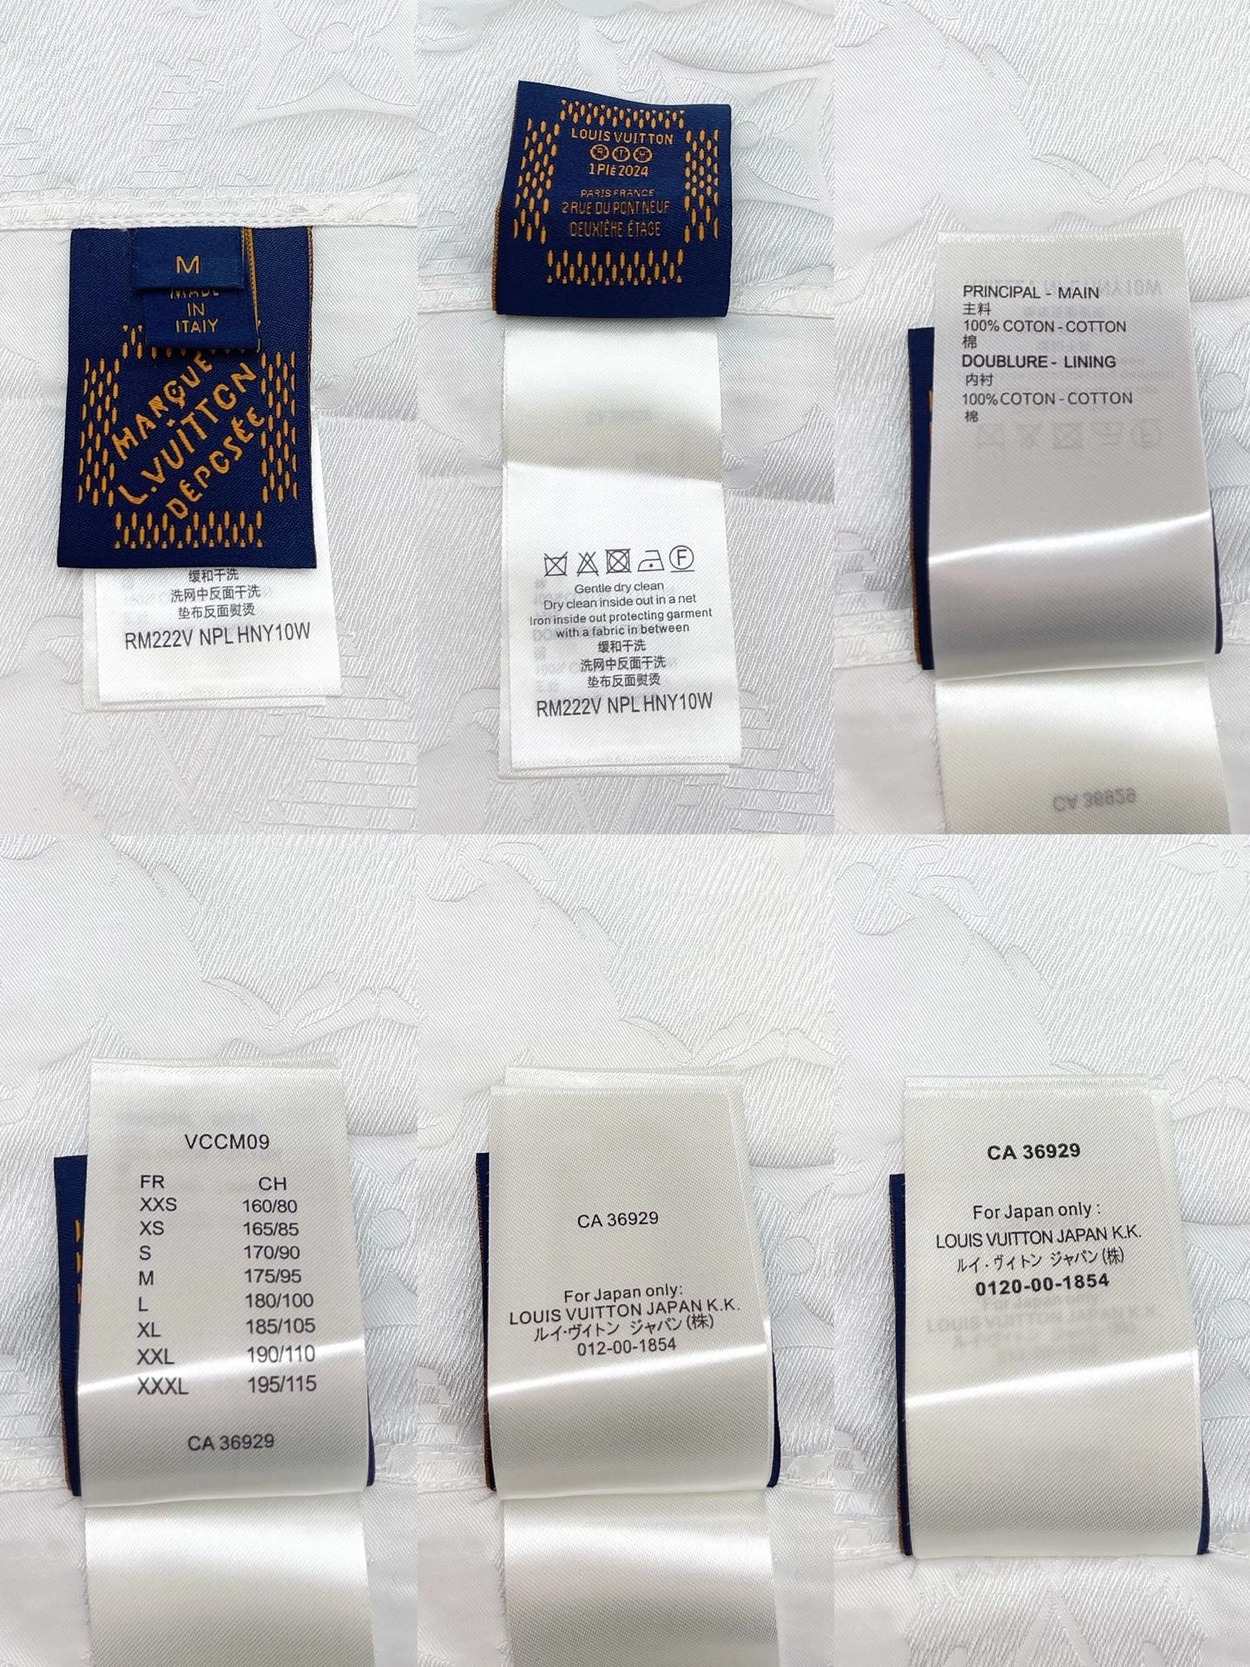 M
MADE
IN
ITALY
MARQUE
L.VUITTON
DÉPOSÉE
缓和干洗
洗网中反面干洗
垫布反面熨烫
RM222V NPL HNY10W
LOUIS VUITTON
1 PIÈ 2024
PARIS FRANCE
2 RUE DU PONT NEUF
DEUXIÈME ÉTAGE
F
Gentle dry clean
Dry clean inside out in a net
Iron inside out protecting garment
with a fabric in between
缓和干洗
洗网中反面干洗
垫布反面熨烫
RM222V NPL HNY10W
PRINCIPAL - MAIN
主料
100% COTON - COTTON
棉
DOUBLURE - LINING
内衬
100% COTON - COTTON
棉
CA 36929
VCCM09
FR CH
XXS 160/80
XS 165/85
S 170/90
M 175/95
L 180/100
XL 185/105
XXL 190/110
XXXL 195/115
CA 36929
CA 36929
For Japan only:
LOUIS VUITTON JAPAN K.K.
ルイ・ヴィトン ジャパン(株)
012-00-1854
CA 36929
For Japan only :
LOUIS VUITTON JAPAN K.K.
ルイ・ヴィトン ジャパン(株)
0120-00-1854